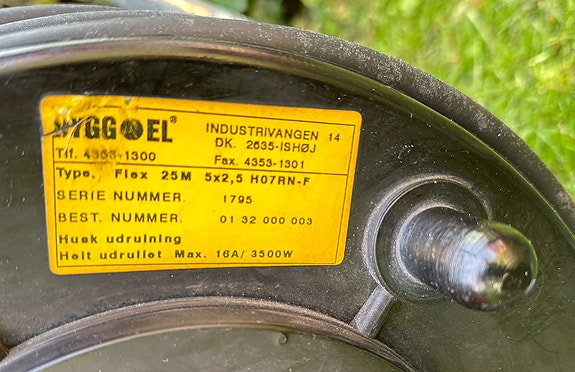 BYGGEL®
INDUSTRIVANGEN 14
DK. 2635-ISHØJ
Tlf. 4353-1300
Fax. 4353-1301
Type, Flex 25M 5x2,5 H07RN-F
SERIE NUMMER. 1795
BEST. NUMMER. 01 32 000 003
Husk udrulning
Helt udrullet Max. 16A/ 3500W